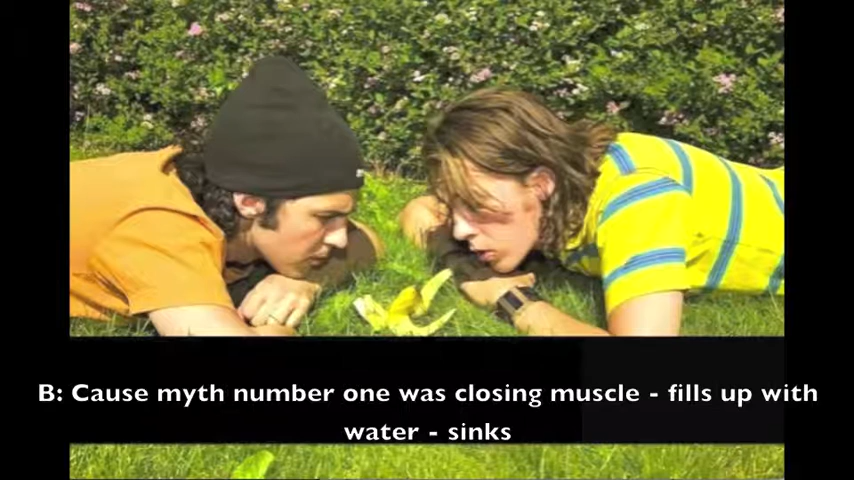 B: Cause myth number one was closing muscle - fills up with
water - sinks